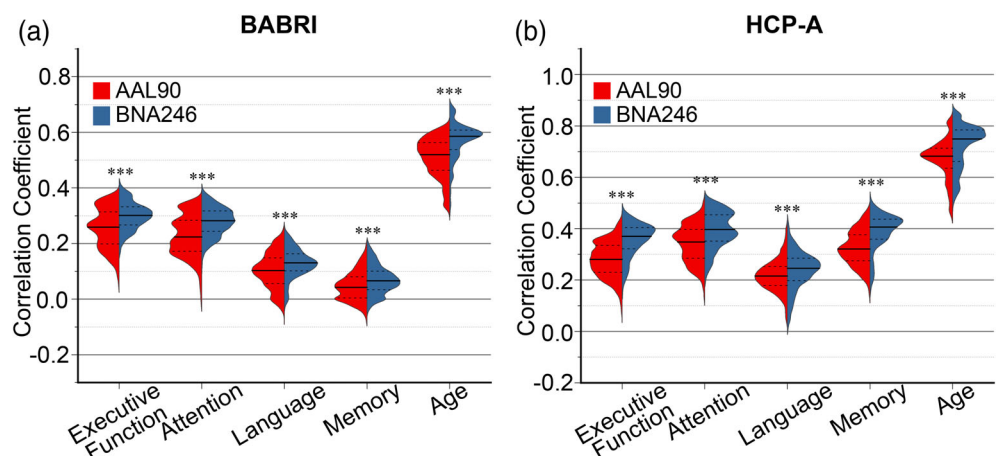 (a)
BABRI
Correlation Coefficient
0.8
0.6
0.4
0.2
0.0
-0.2
AAL90
BNA246
***
***
***
***
***
Executive
Function
Attention
Language
Memory
Age
(b)
HCP-A
Correlation Coefficient
1.0
0.8
0.6
0.4
0.2
0.0
-0.2
AAL90
BNA246
***
***
***
***
***
Executive
Function
Attention
Language
Memory
Age